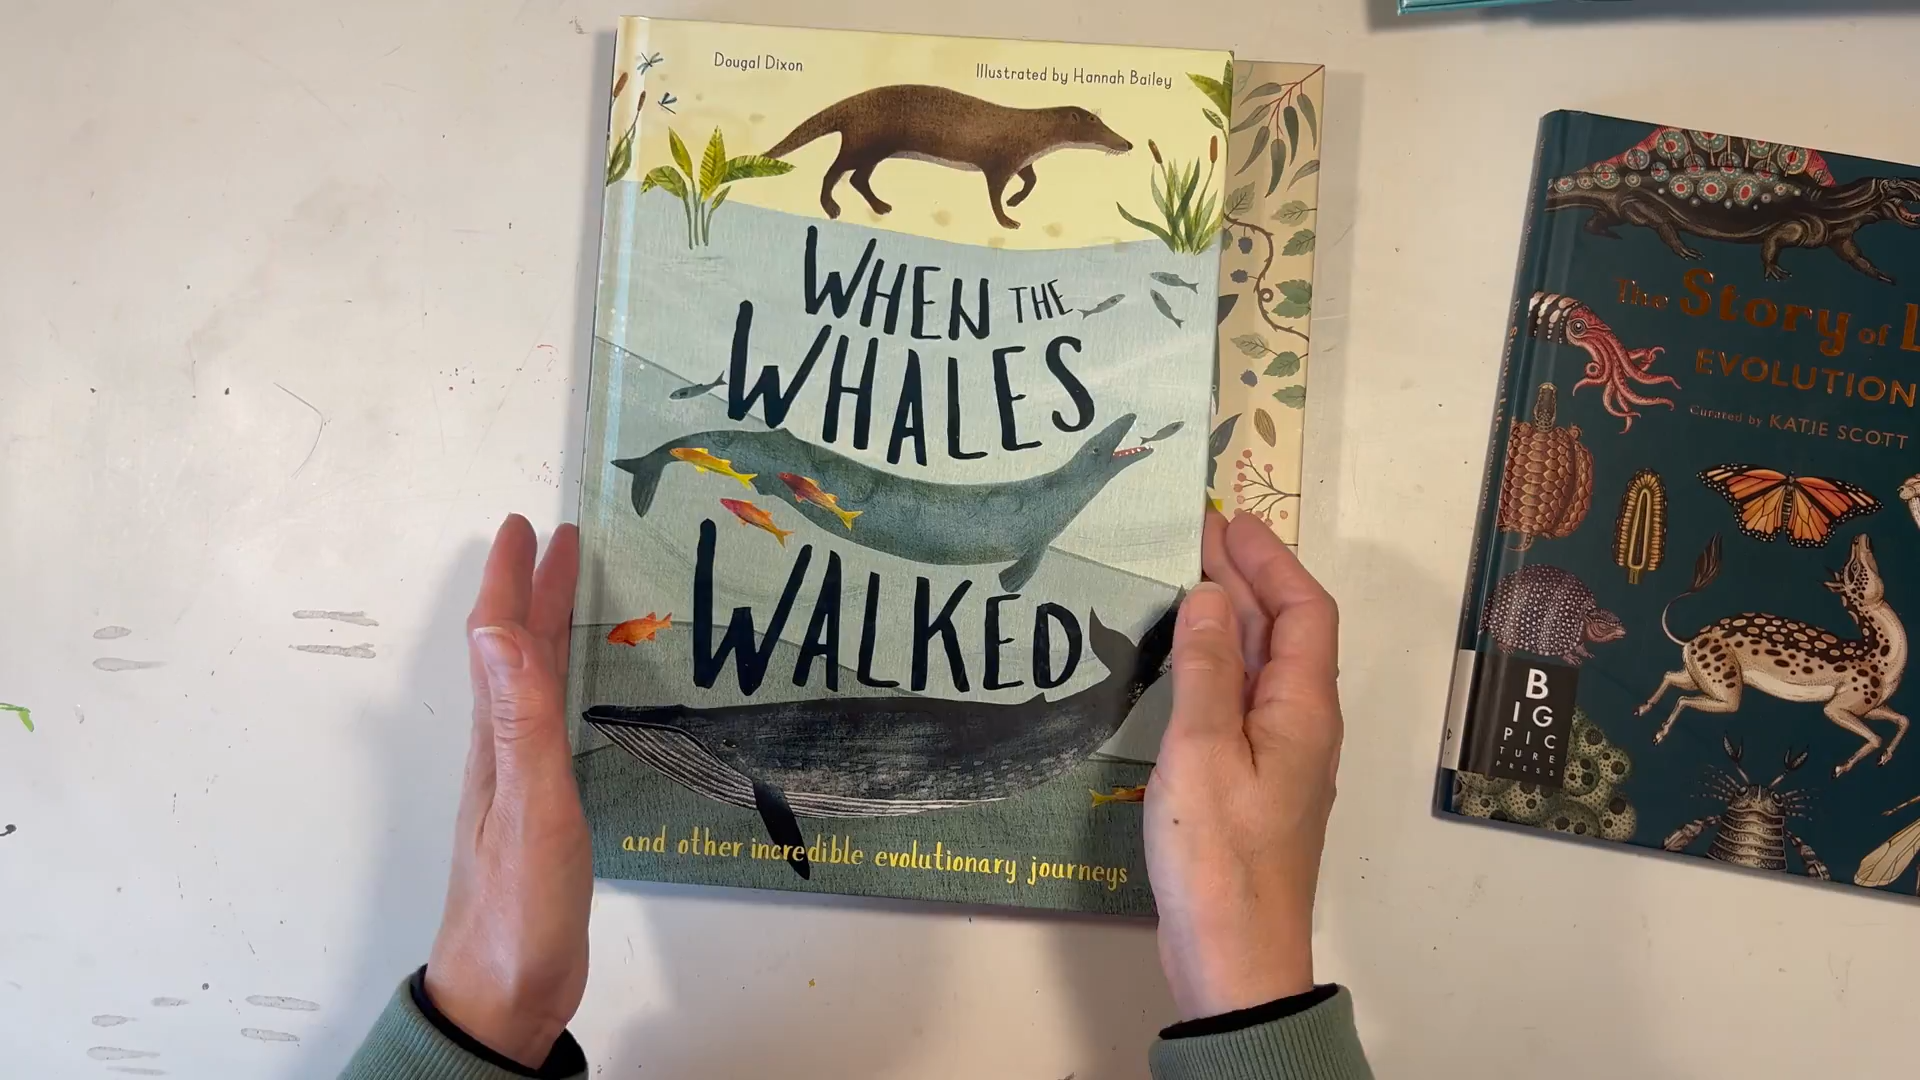 Dougal Dixon
Illustrated by Hannah Bailey
WHEN THE
WHALES
WALKED
and other incredible evolutionary journeys
The Story of L
EVOLUTION
Curated by KATIE SCOTT
B
IG
PIC
TURE
PRESS